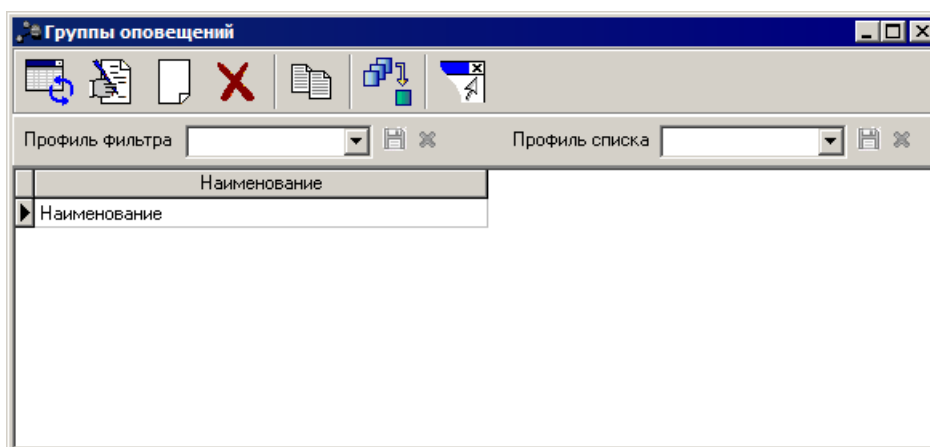 Группы оповещений
Профиль фильтра Профиль списка
Наименование
Наименование